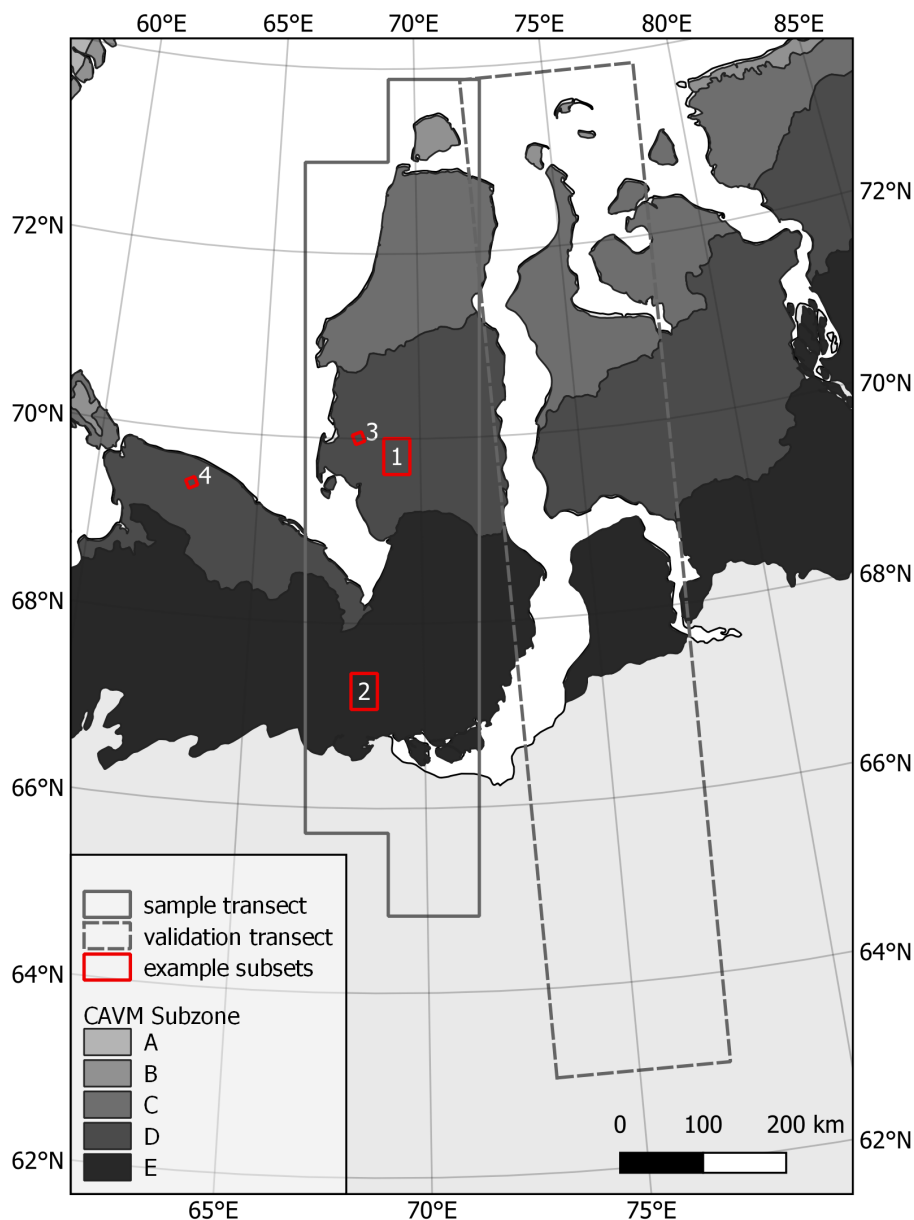 60°E 65°E 70°E 75°E 80°E 85°E
72°N 72°N
70°N 70°N
3
1
4
68°N 68°N
2
66°N 66°N
sample transect
validation transect
example subsets
64°N 64°N
CAVM Subzone
A
B
C
D
E
0 100 200 km
62°N 62°N
65°E 70°E 75°E